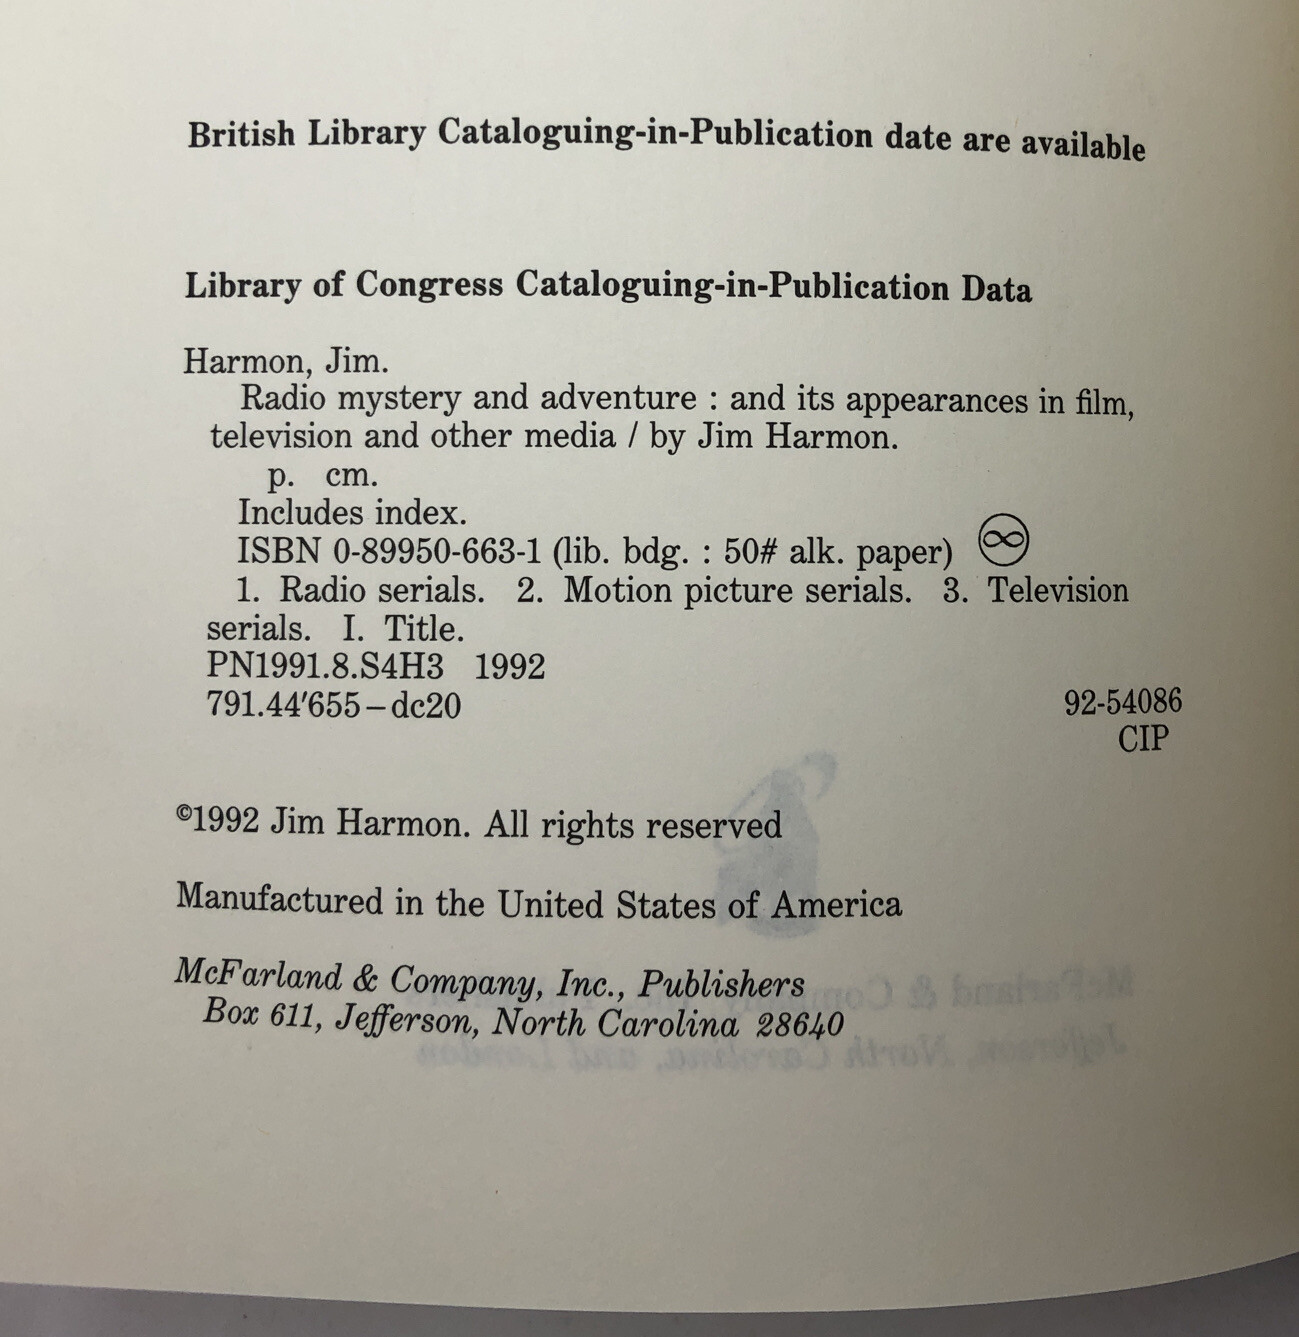 British Library Cataloguing-in-Publication date are available
Library of Congress Cataloguing-in-Publication Data
Harmon, Jim.
Radio mystery and adventure : and its appearances in film,
television and other media / by Jim Harmon.
p. cm.
Includes index.
ISBN 0-89950-663-1 (lib. bdg. : 50# alk. paper) ♾
1. Radio serials. 2. Motion picture serials. 3. Television
serials. I. Title.
PN1991.8.S4H3 1992
791.44′655–dc20 92-54086
CIP
©1992 Jim Harmon. All rights reserved
Manufactured in the United States of America
McFarland & Company, Inc., Publishers
Box 611, Jefferson, North Carolina 28640